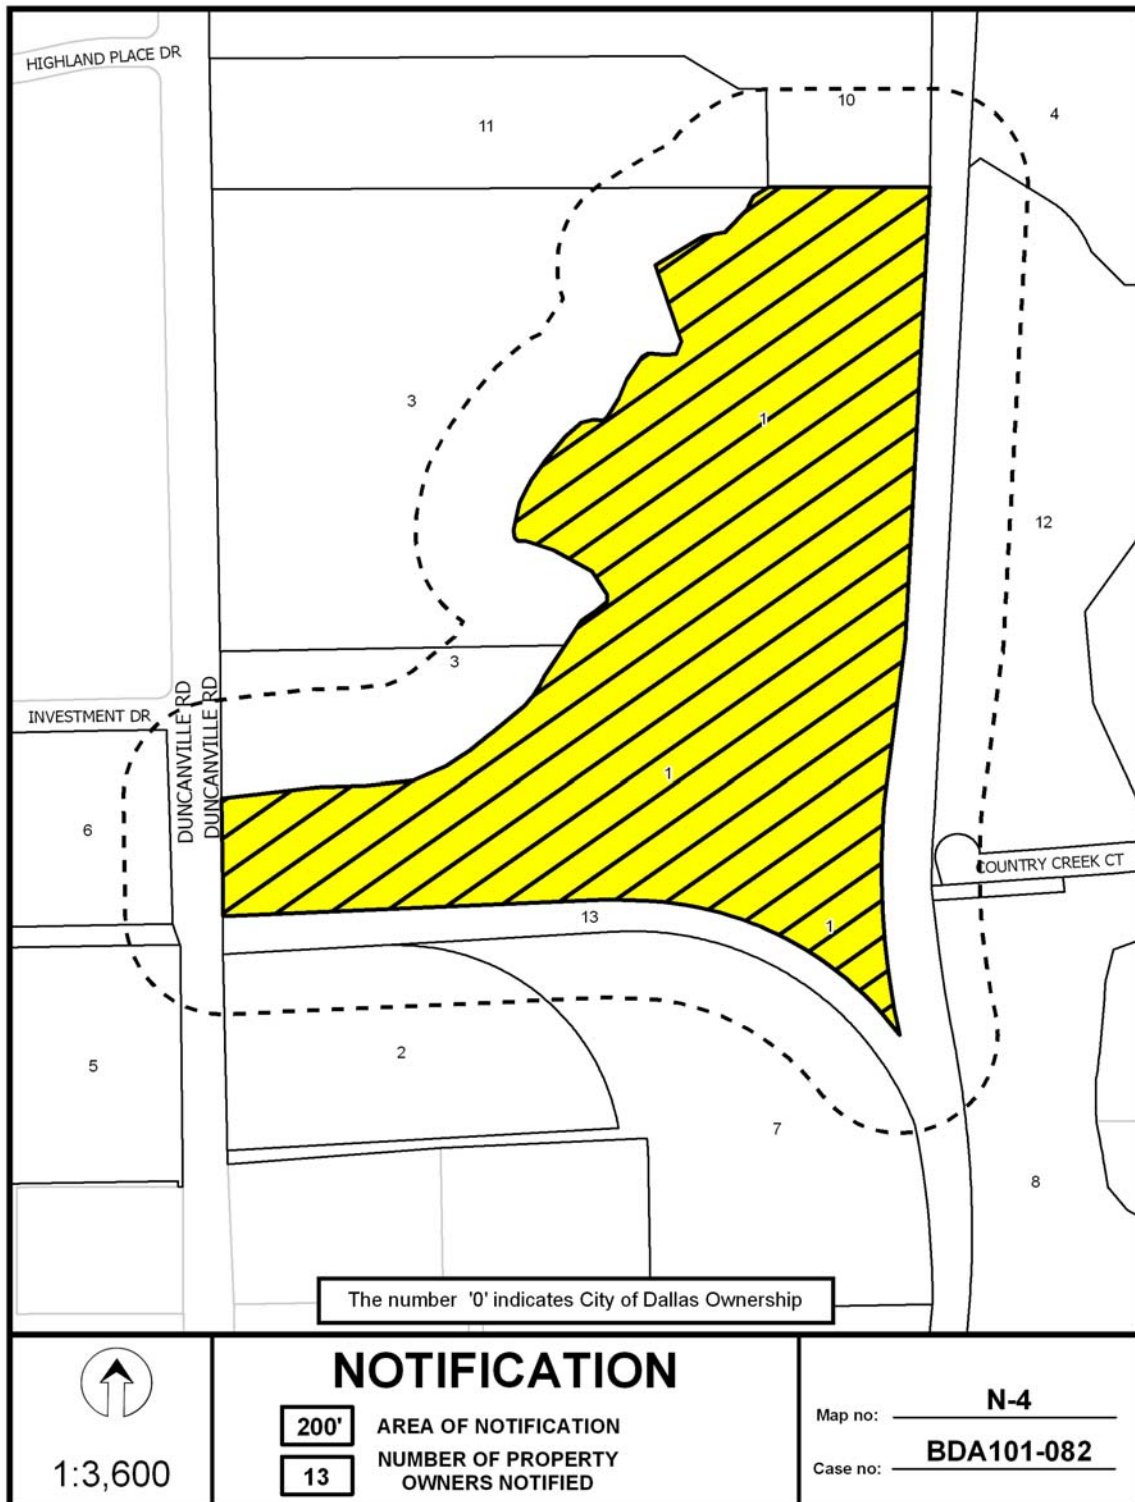 HIGHLAND PLACE DR
10
4
11
3
1
12
3
DUNCANVILLE RD
DUNCANVILLE RD
INVESTMENT DR
1
6
COUNTRY CREEK CT
13
1
2
5
7
8
The number '0' indicates City of Dallas Ownership
1:3,600
NOTIFICATION
200' AREA OF NOTIFICATION
13 NUMBER OF PROPERTY
OWNERS NOTIFIED
Map no: N-4
Case no: BDA101-082